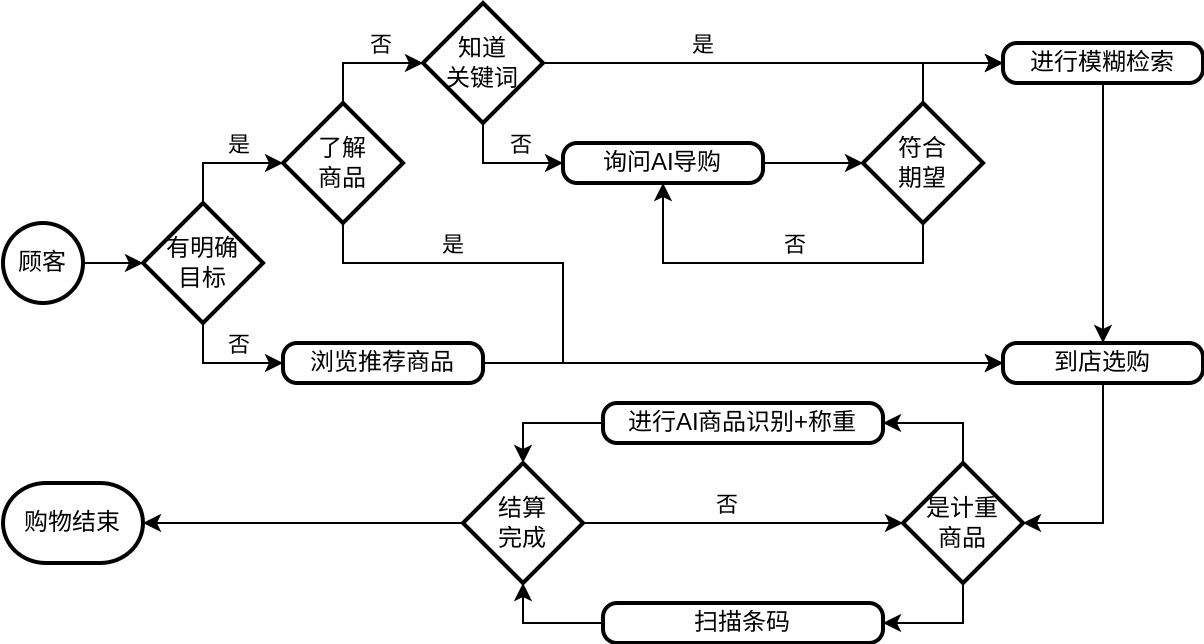 否
知道
关键词
是
进行模糊检索
是
了解
商品
否
询问AI导购
符合
期望
顾客
有明确
目标
是
否
否
浏览推荐商品
到店选购
进行AI商品识别+称重
购物结束
结算
完成
否
是计重
商品
扫描条码